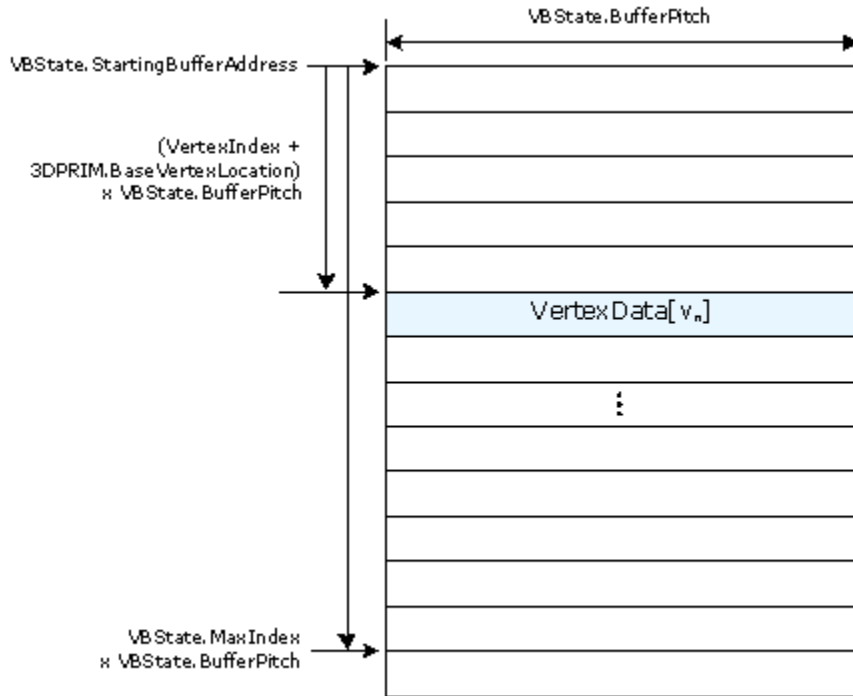 VBState.BufferPitch
VBState.StartingBufferAddress
(VertexIndex +
3DPRIM.BaseVertexLocation)
x VBState.BufferPitch
VertexData[vₙ]
⋮
VBState.MaxIndex
x VBState.BufferPitch